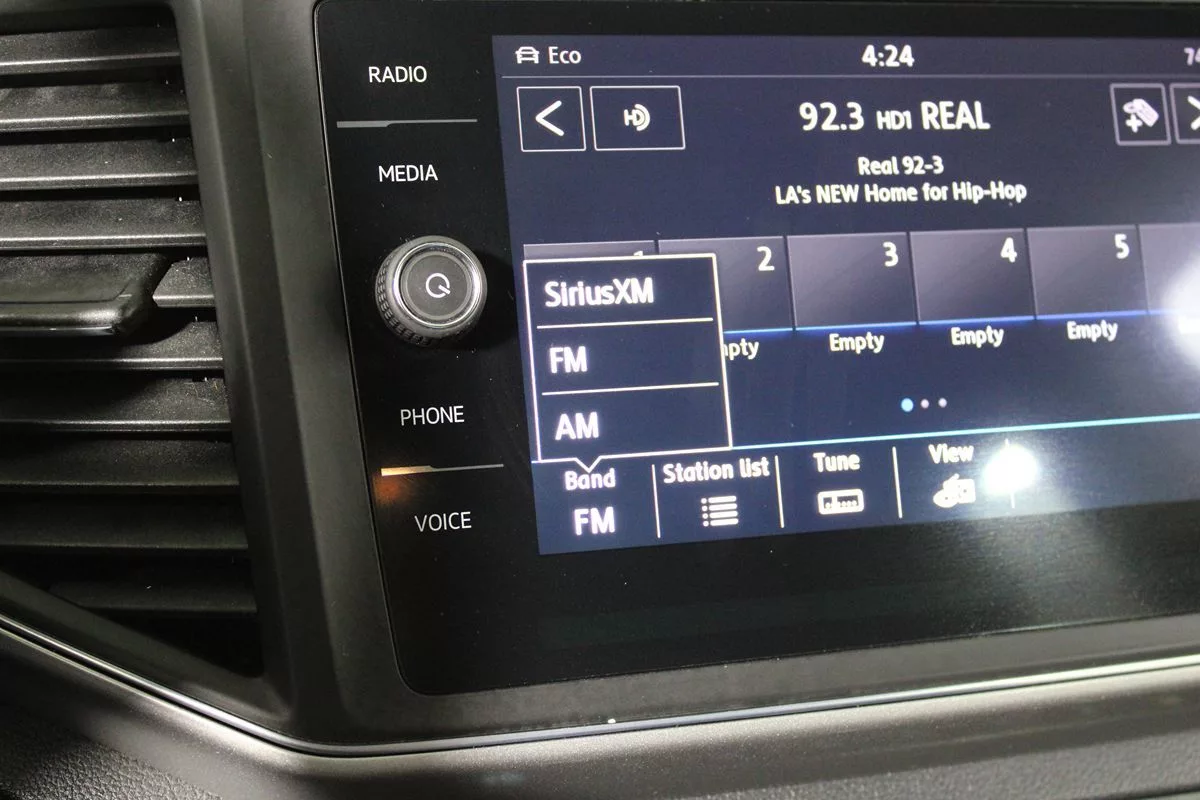 RADIO
MEDIA
PHONE
VOICE
Eco
4:24
HD
92.3 HD1 REAL
Real 92-3
LA's NEW Home for Hip-Hop
2
3
4
5
Empty
Empty
Empty
SiriusXM
FM
AM
Band
FM
Station list
Tune
View